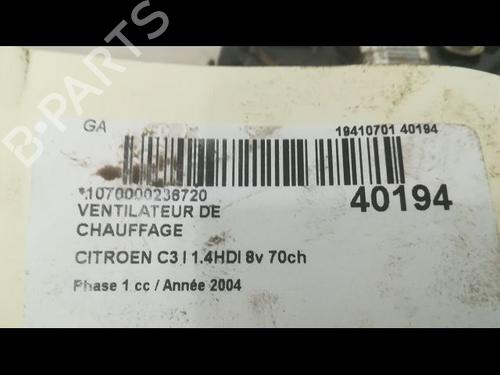 B-PARTS
GA
19410701 40194
*1070000236720
40194
VENTILATEUR DE
CHAUFFAGE
CITROEN C3 I 1.4HDI 8v 70ch
Phase 1 cc / Année 2004